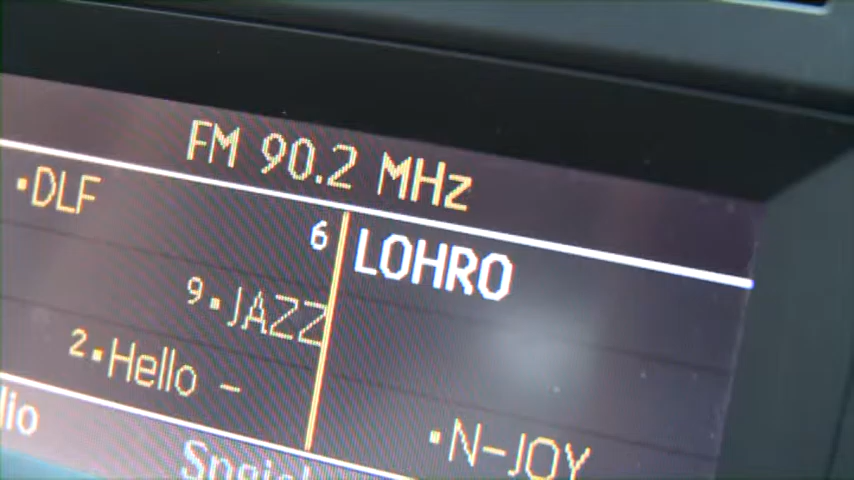 FM 90.2 MHz
•DLF
6 LOHRO
9•JAZZ
2•Hello –
•N-JOY